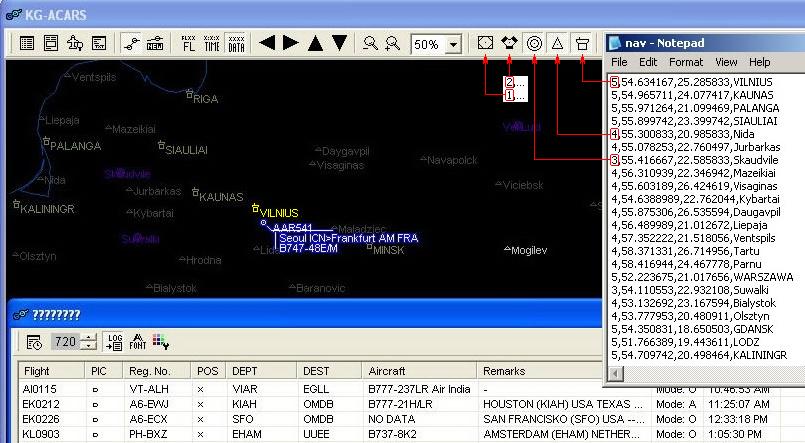 KG-ACARS
FL FL
X:XX TIME
XXXX DATA
NEW
50%
2,...
1,...
nav - Notepad
File Edit Format View Help
5,54.634167,25.285833,VILNIUS
5,54.965711,24.077417,KAUNAS
5,55.971264,21.099469,PALANGA
5,55.899742,23.399742,SIAULIAI
4,55.300833,20.985833,Nida
4,55.078253,22.760497,Jurbarkas
3,55.416667,22.585833,Skaudvile
4,56.310939,22.346942,Mazeikiai
4,55.603189,26.424619,Visaginas
4,54.6388989,22.762044,Kybartai
4,55.875306,26.535594,Daugavpil
4,56.489989,21.012672,Liepaja
4,57.352222,21.518056,Ventspils
4,58.371331,26.714956,Tartu
4,58.416944,24.467778,Parnu
5,52.223675,21.017656,WARSZAWA
3,54.110553,22.932108,Suwalki
4,53.132692,23.167594,Bialystok
4,53.777953,20.480911,Olsztyn
5,54.350831,18.650503,GDANSK
5,51.766389,19.443611,LODZ
5,54.709742,20.498464,KALININGR
Ventspils
RIGA
Liepaja
Mazeikiai
PALANGA
SIAULIAI
Daygavpil
Visaginas
Navapolck
Nida
Skaudvile
Jurbarkas
KAUNAS
Viciebsk
KALININGR
Kybartai
VILNIUS
AAR541
Maladziec
Seoul ICN>Frankfurt AM FRA
B747-48E/M
Lida
MINSK
Mogilev
Olsztyn
Hrodna
Bialystok
Baranovic
????????
720
LOG
FONT
Flight PIC Reg. No. POS DEPT DEST Aircraft Remarks
AI0115 VT-ALH x VIAR EGLL B777-237LR Air India - Mode: O 10:46:53 AM
EK0212 A6-EWJ x KIAH OMDB B777-21H/LR HOUSTON (KIAH) USA TEXAS ... Mode: A 11:25:07 AM
EK0226 A6-ECX x SFO OMDB NO DATA SAN FRANCISKO (SFO) USA --... Mode: O 12:33:18 PM
KL0903 PH-BXZ x EHAM UUEE B737-8K2 AMSTERDAM (EHAM) NETHER... Mode: O 1:05:30 PM